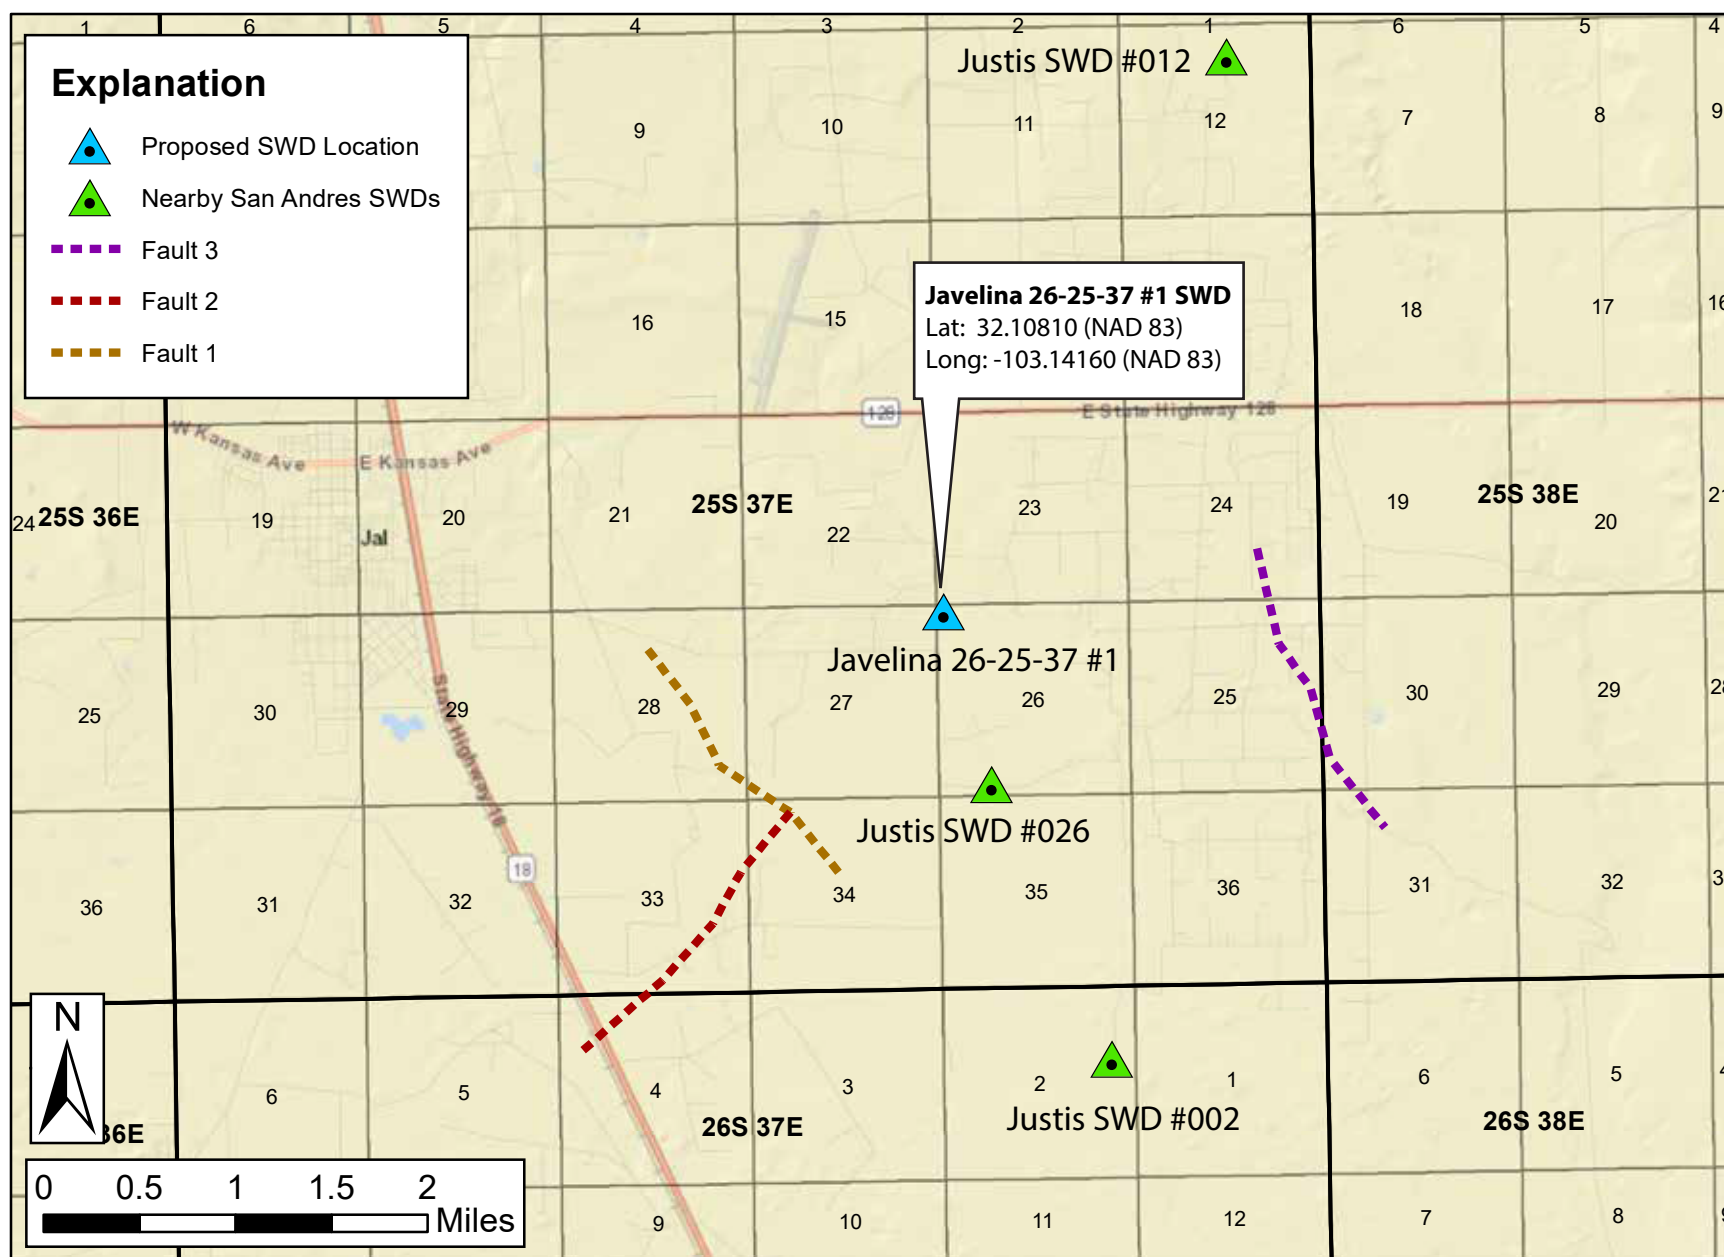 1 6 5 4 3 2 1 6 5 4
Explanation
Proposed SWD Location
Nearby San Andres SWDs
Fault 3
Fault 2
Fault 1
Justis SWD #012
9 10 11 12 7 8 9
Javelina 26-25-37 #1 SWD
Lat: 32.10810 (NAD 83)
Long: -103.14160 (NAD 83)
16 15 18 17 16
W Kansas Ave
E Kansas Ave
128
E State Highway 128
24 25S 36E 19 20 21 25S 37E 22 23 24 19 25S 38E 20 21
Jal
Javelina 26-25-37 #1
25 30 29 28 27 26 25 30 29 28
State Highway 18
Justis SWD #026
18
36 31 32 33 34 35 36 31 32 3
N
6 5 4 3 2 1 6 5 4
Justis SWD #002
36E 26S 37E 26S 38E
0 0.5 1 1.5 2
Miles
9 10 11 12 7 8 9